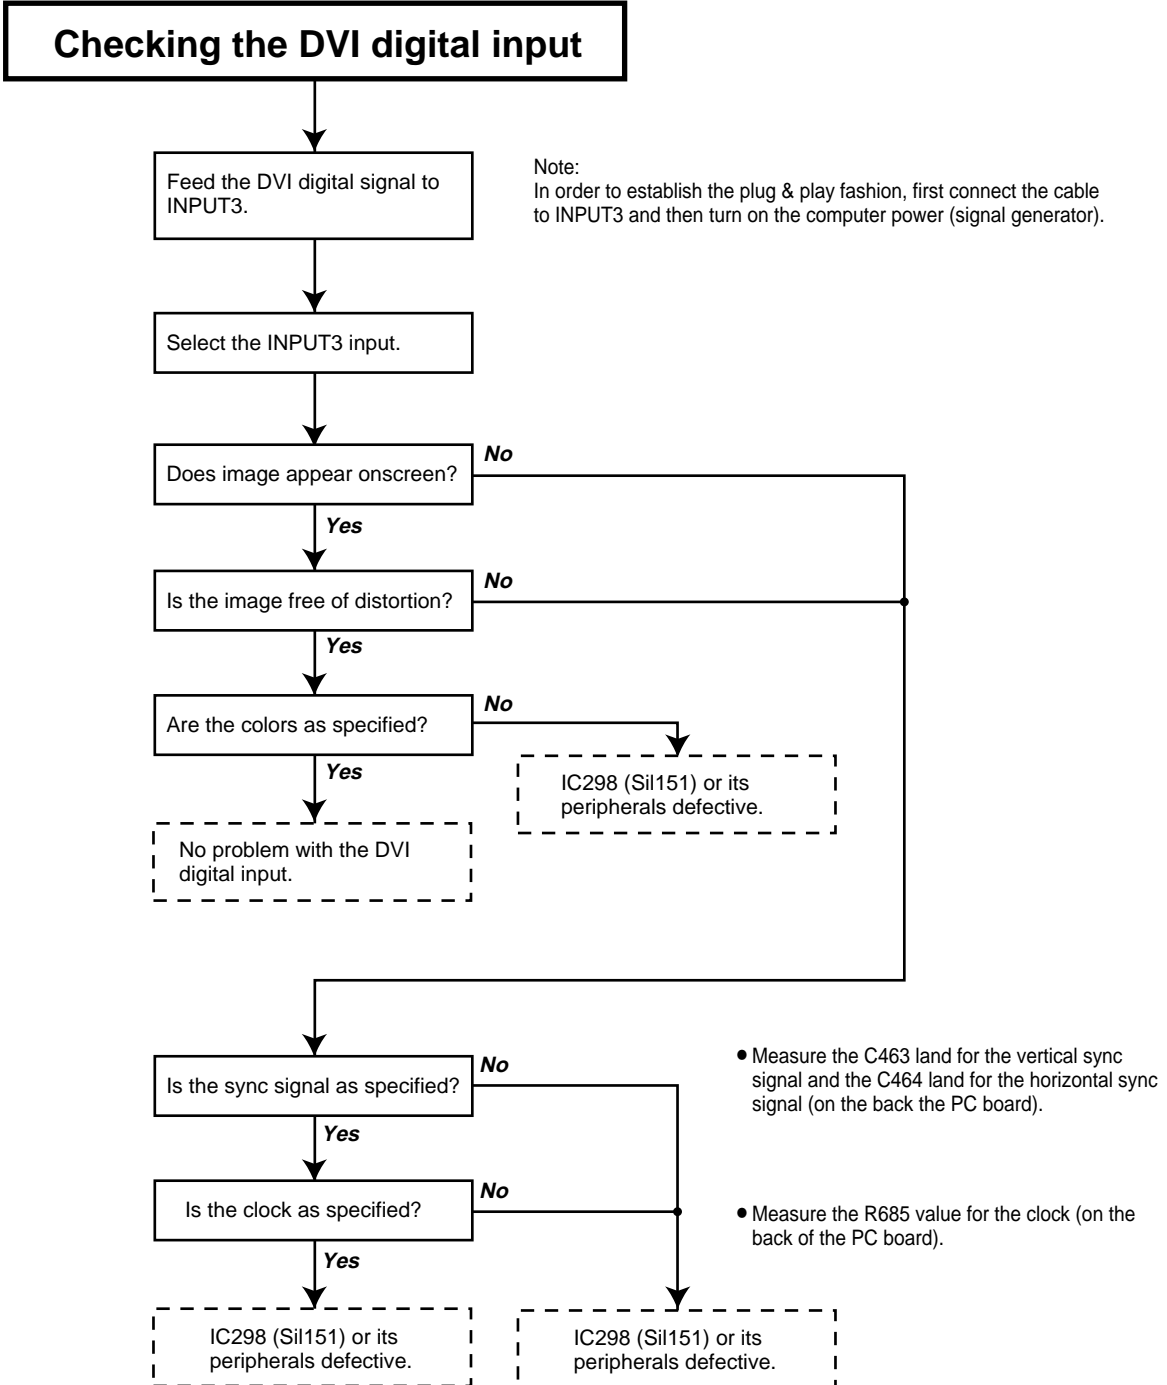 Checking the DVI digital input
Feed the DVI digital signal to
INPUT3.
Note:
In order to establish the plug & play fashion, first connect the cable
to INPUT3 and then turn on the computer power (signal generator).
Select the INPUT3 input.
Does image appear onscreen?
No
Yes
Is the image free of distortion?
No
Yes
Are the colors as specified?
No
Yes
IC298 (Sil151) or its
peripherals defective.
No problem with the DVI
digital input.
Is the sync signal as specified?
No
Yes
● Measure the C463 land for the vertical sync
signal and the C464 land for the horizontal sync
signal (on the back the PC board).
Is the clock as specified?
No
Yes
● Measure the R685 value for the clock (on the
back of the PC board).
IC298 (Sil151) or its
peripherals defective.
IC298 (Sil151) or its
peripherals defective.